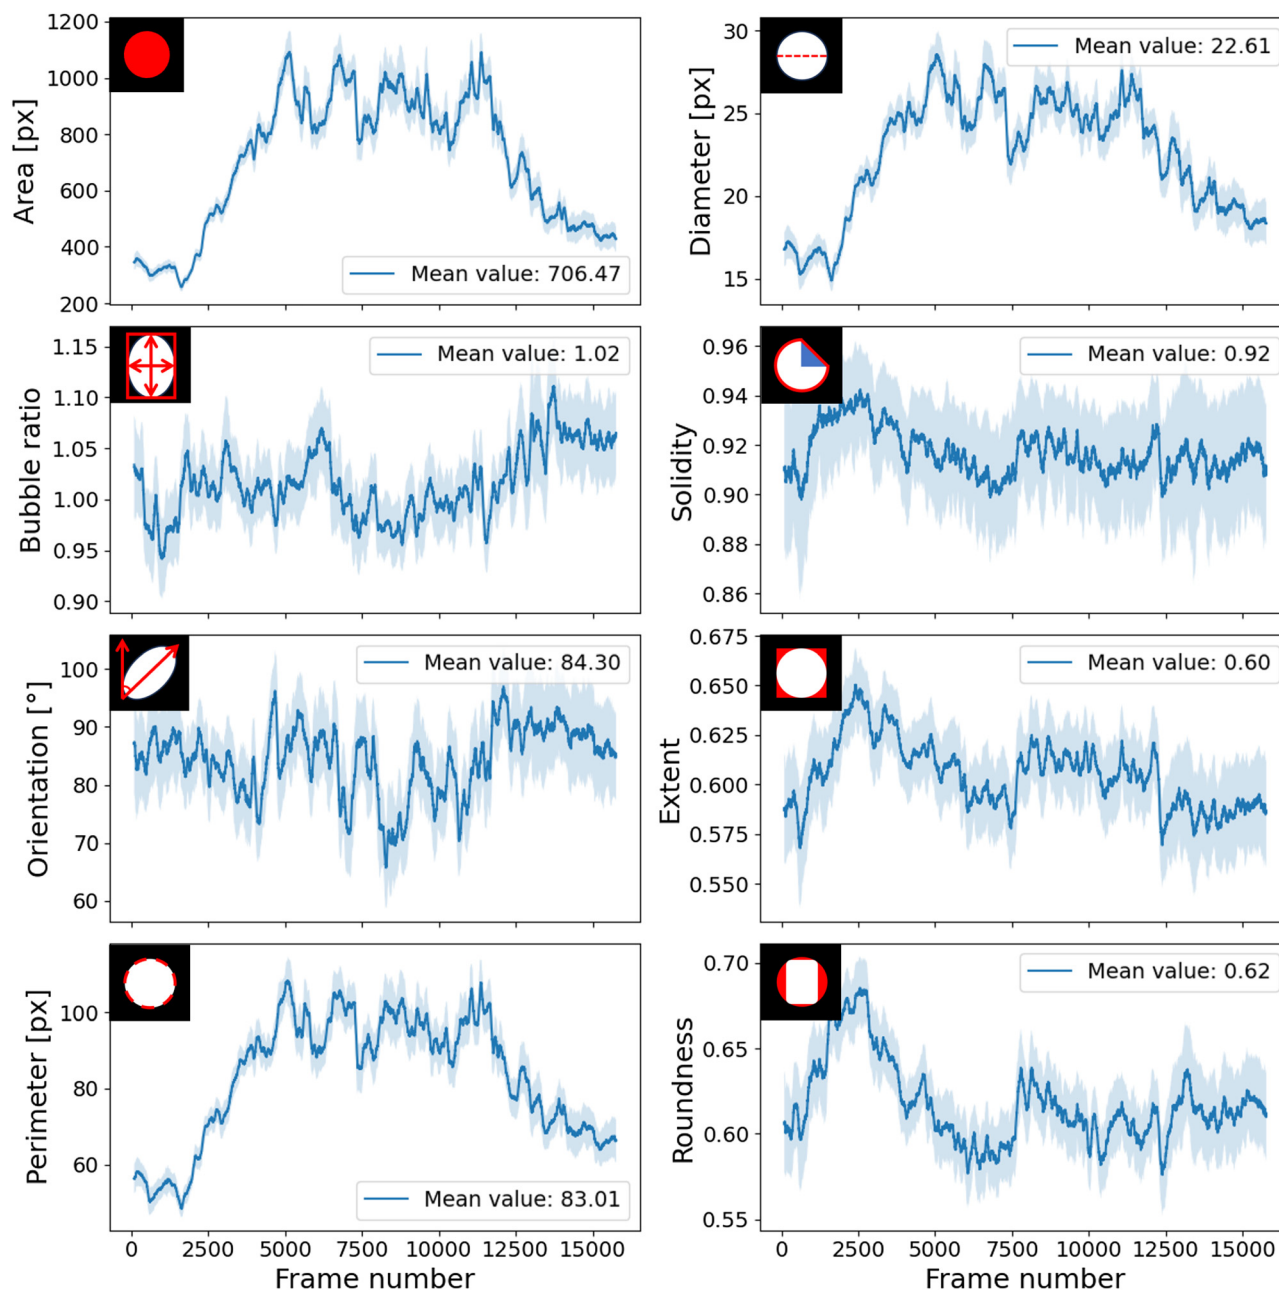 1200
1000
800
600
400
200
Area [px]
Mean value: 706.47
30
25
20
15
Diameter [px]
Mean value: 22.61
1.15
1.10
1.05
1.00
0.95
0.90
Bubble ratio
Mean value: 1.02
0.96
0.94
0.92
0.90
0.88
0.86
Solidity
Mean value: 0.92
100
90
80
70
60
Orientation [°]
Mean value: 84.30
0.675
0.650
0.625
0.600
0.575
0.550
Extent
Mean value: 0.60
100
80
60
Perimeter [px]
Mean value: 83.01
0 2500 5000 7500 10000 12500 15000
Frame number
0.70
0.65
0.60
0.55
Roundness
Mean value: 0.62
0 2500 5000 7500 10000 12500 15000
Frame number